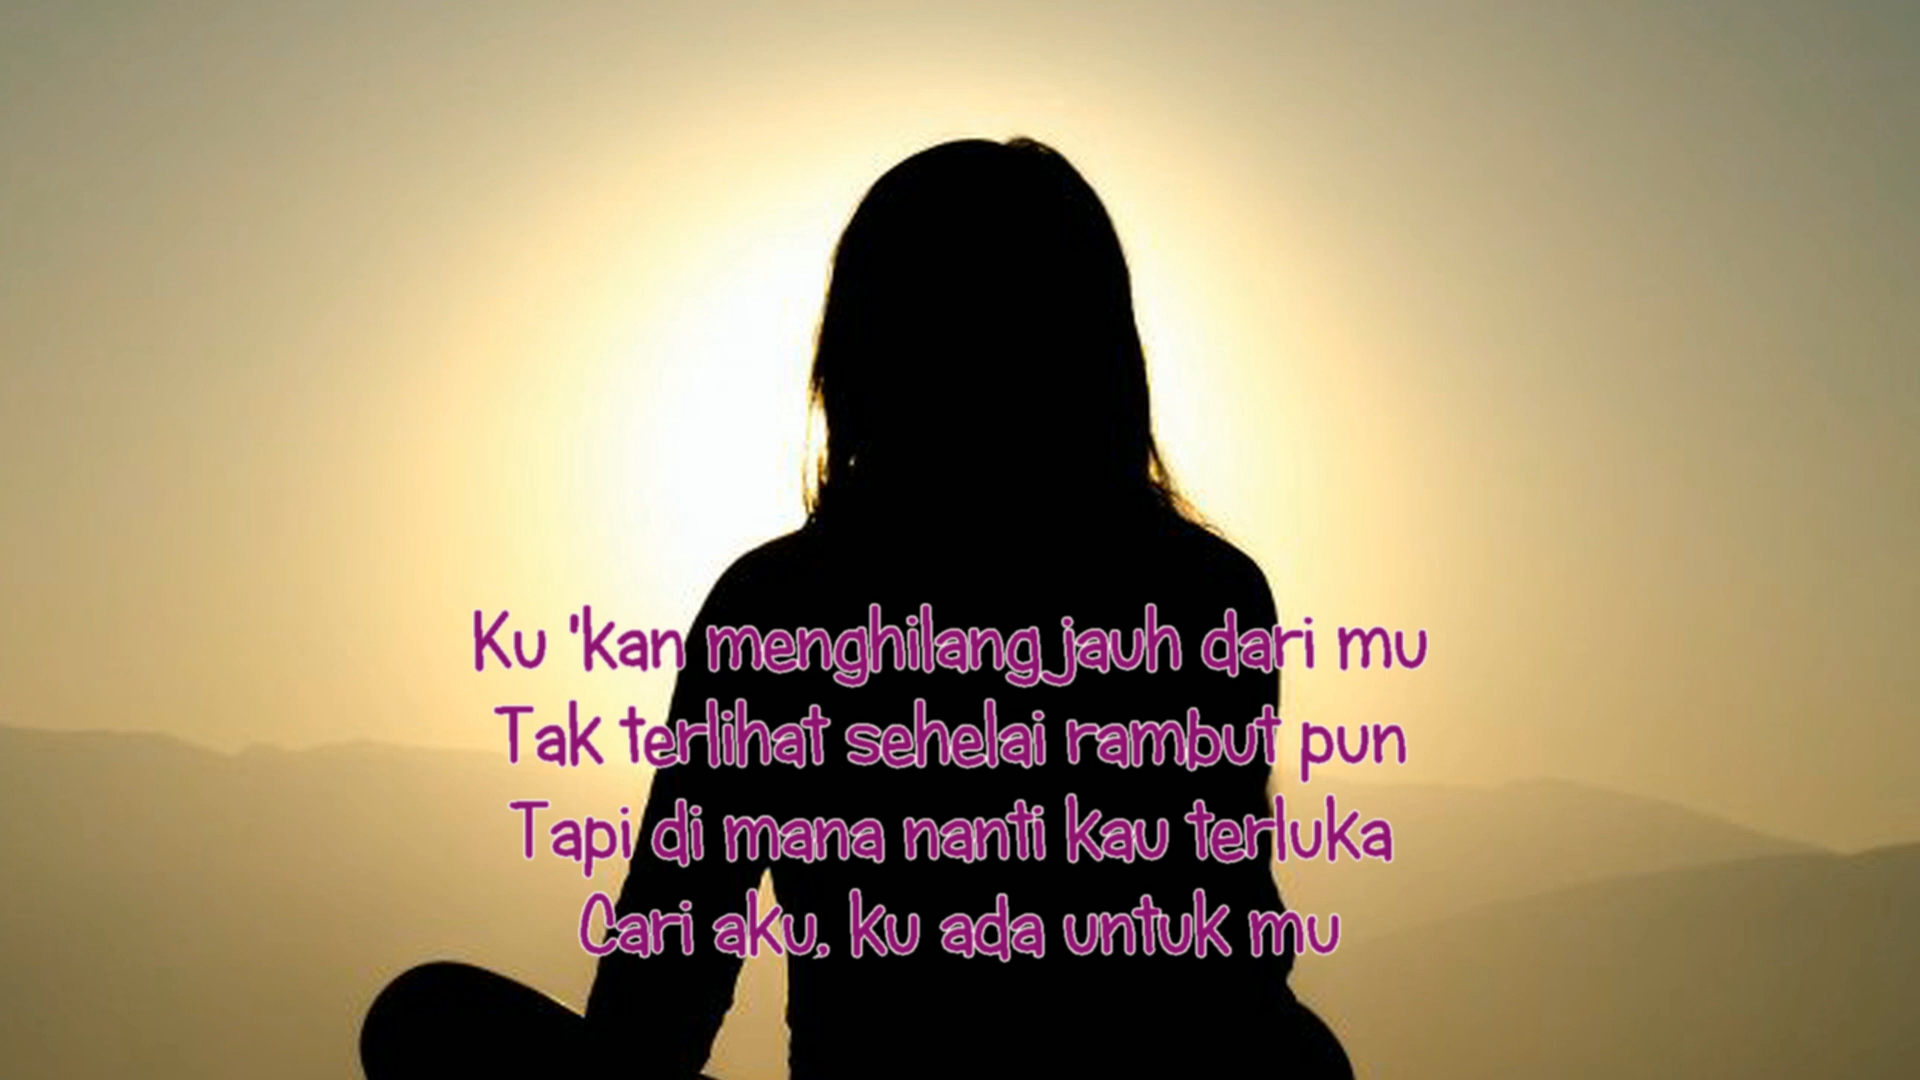 Ku 'kan menghilang jauh dari mu
Tak terlihat sehelai rambut pun
Tapi di mana nanti kau terluka
Cari aku, ku ada untuk mu